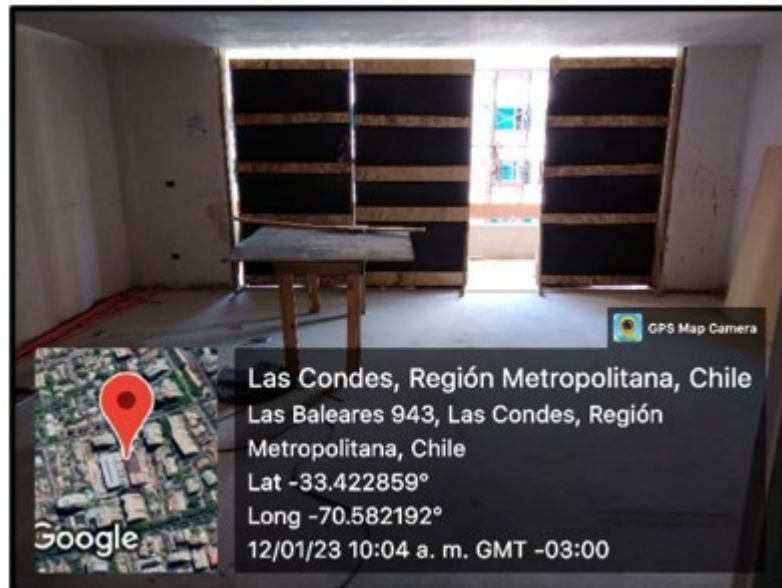 GPS Map Camera
Las Condes, Región Metropolitana, Chile
Las Baleares 943, Las Condes, Región
Metropolitana, Chile
Lat -33.422859°
Long -70.582192°
12/01/23 10:04 a. m. GMT -03:00
Google